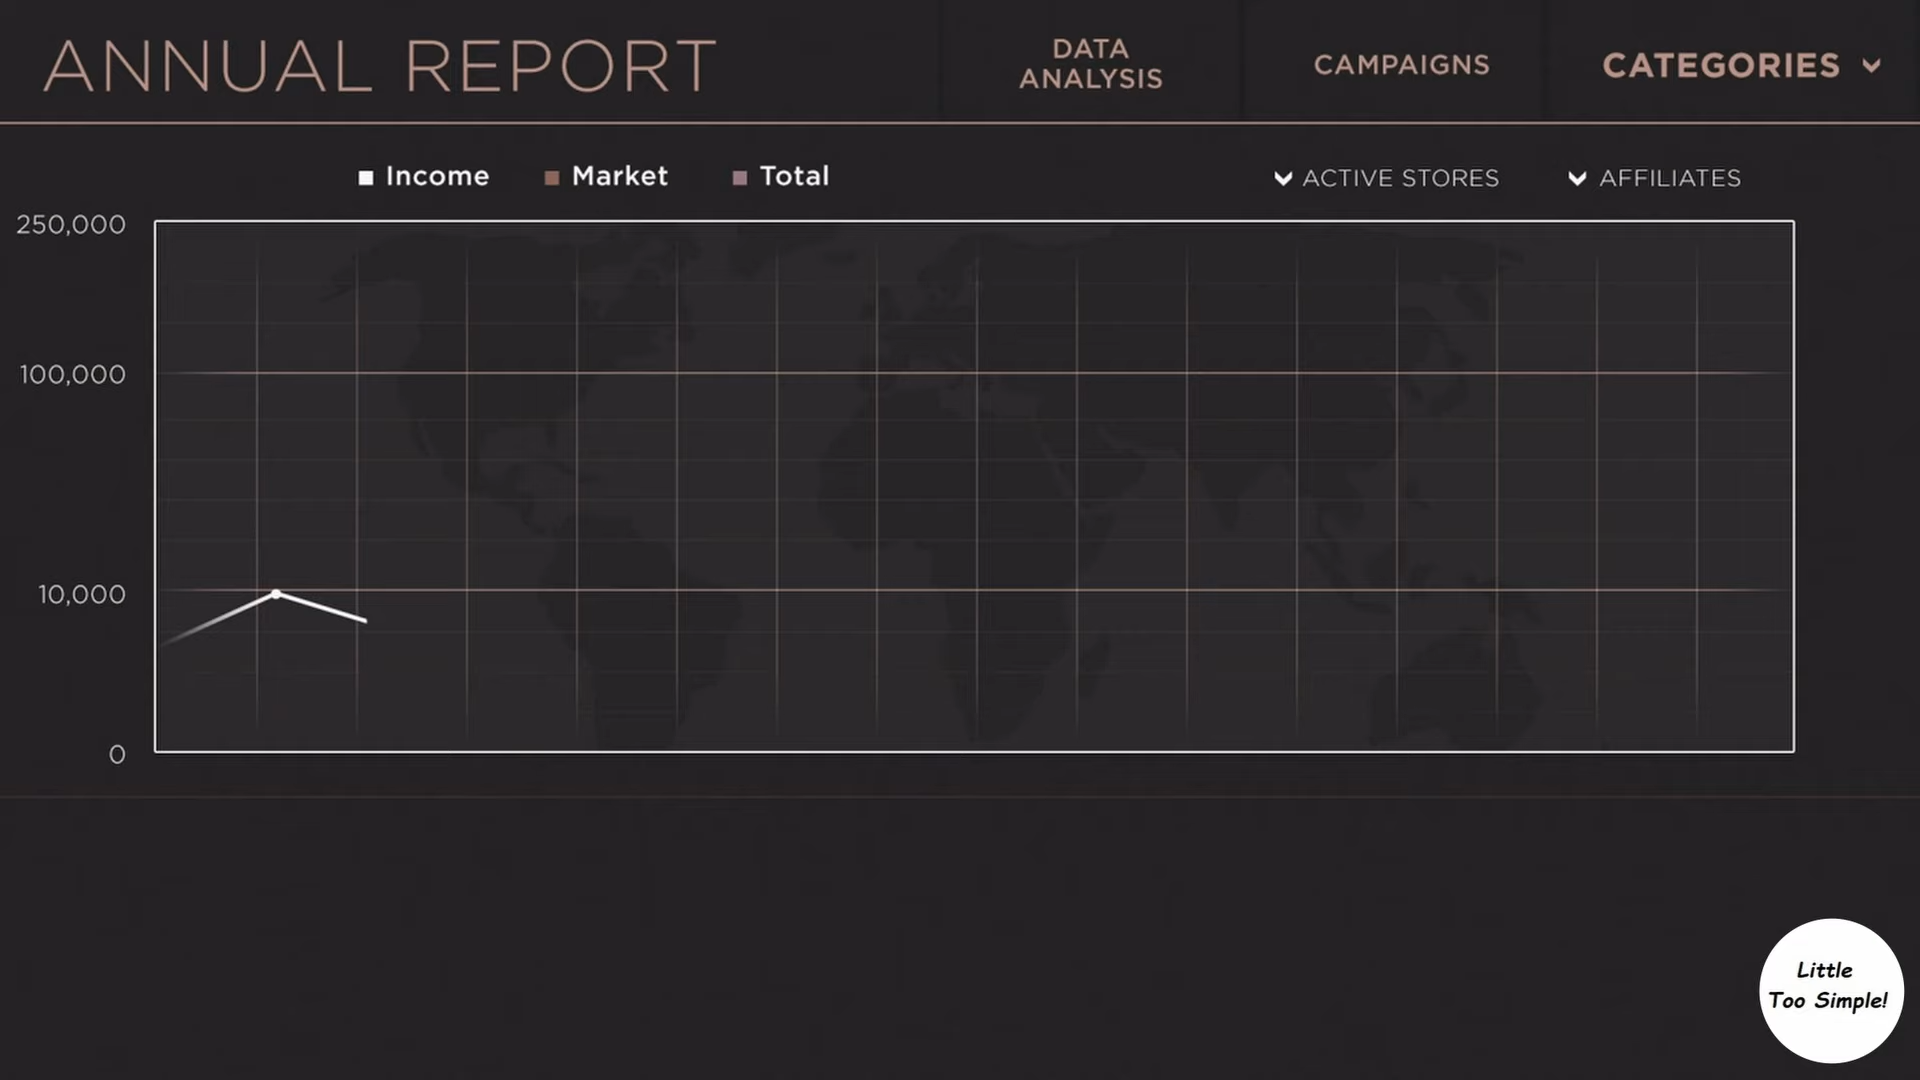 ANNUAL REPORT
DATA
ANALYSIS
CAMPAIGNS
CATEGORIES
Income
Market
Total
ACTIVE STORES
AFFILIATES
250,000
100,000
10,000
0
Little
Too Simple!